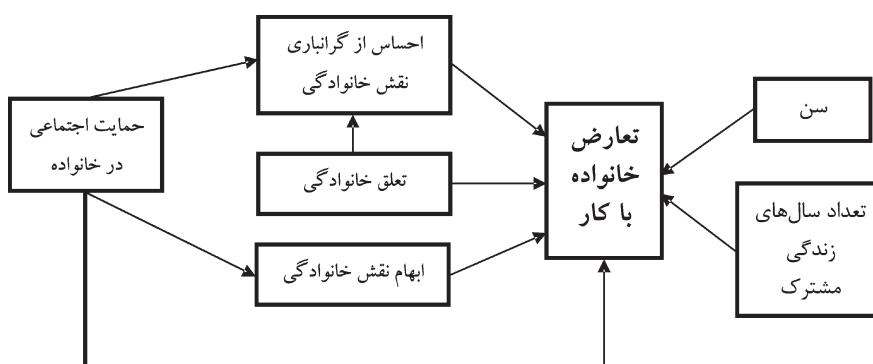 احساس از گرانباری
نقش خانوادگی
سن
تعارض
خانواده
با کار
حمایت اجتماعی
در خانواده
تعلق خانوادگی
تعداد سال‌های
زندگی
مشترک
ابهام نقش خانوادگی